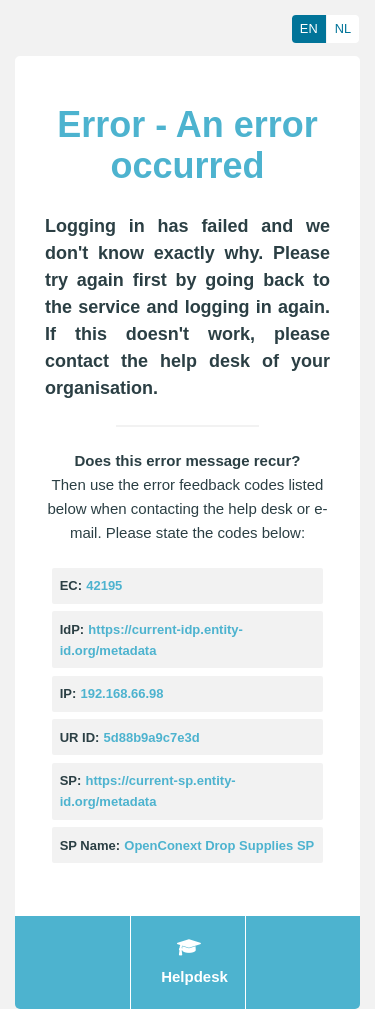 EN NL
Error - An error
occurred
Logging in has failed and we
don't know exactly why. Please
try again first by going back to
the service and logging in again.
If this doesn't work, please
contact the help desk of your
organisation.
Does this error message recur?
Then use the error feedback codes listed
below when contacting the help desk or e-
mail. Please state the codes below:
EC: 42195
IdP: https://current-idp.entity-
id.org/metadata
IP: 192.168.66.98
UR ID: 5d88b9a9c7e3d
SP: https://current-sp.entity-
id.org/metadata
SP Name: OpenConext Drop Supplies SP
Helpdesk